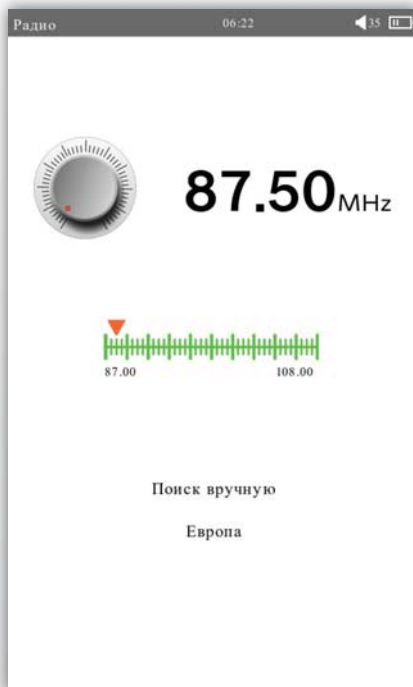 Радио 06:22 35
87.50MHz
87.00 108.00
Поиск вручную
Европа